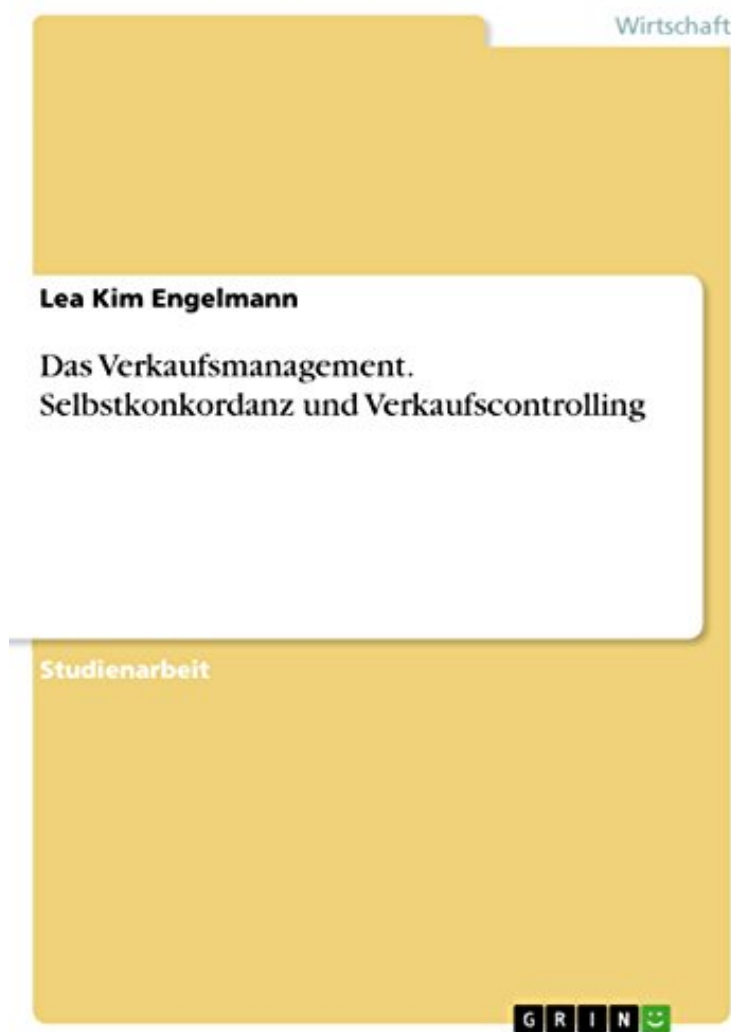 Wirtschaft
Lea Kim Engelmann
Das Verkaufsmanagement.
Selbstkonkordanz und Verkaufscontrolling
Studienarbeit
GRIN